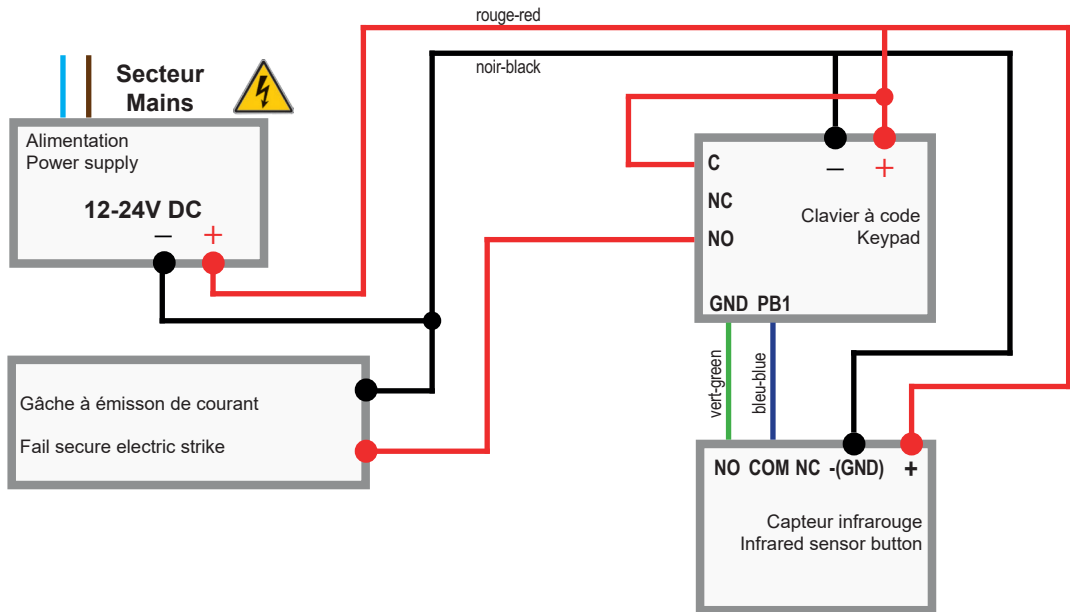 rouge-red
noir-black
Secteur
Mains
Alimentation
Power supply
12-24V DC
– +
C
NC
NO
– +
Clavier à code
Keypad
GND PB1
vert-green
bleu-blue
Gâche à émisson de courant
Fail secure electric strike
NO COM NC -(GND) +
Capteur infrarouge
Infrared sensor button